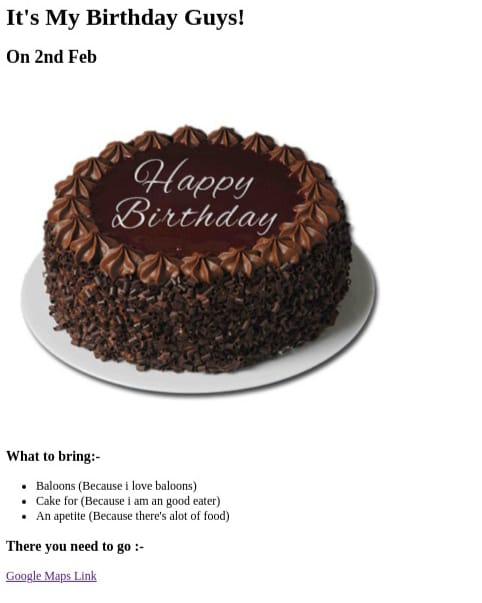 It's My Birthday Guys!
On 2nd Feb
Happy
Birthday
What to bring:-
Baloons (Because i love baloons)
Cake for (Because i am an good eater)
An apetite (Because there's alot of food)
There you need to go :-
Google Maps Link